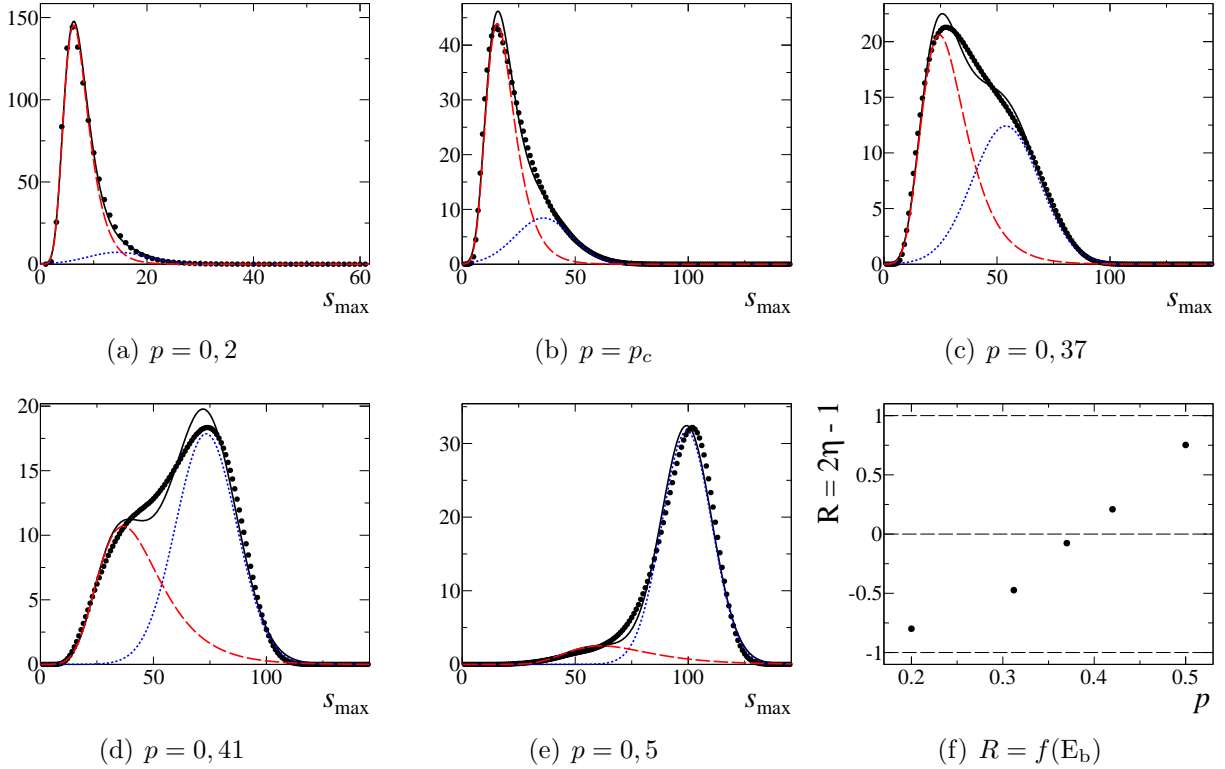 150
100
50
0
0 20 40 60
s_max
(a) p = 0, 2
40
30
20
10
0
0 50 100
s_max
(b) p = p_c
20
15
10
5
0
0 50 100
s_max
(c) p = 0, 37
20
15
10
5
0
0 50 100
s_max
(d) p = 0, 41
30
20
10
0
0 50 100
s_max
(e) p = 0, 5
R = 2η - 1
1
0.5
0
-0.5
-1
0.2 0.3 0.4 0.5
p
(f) R = f(E_b)